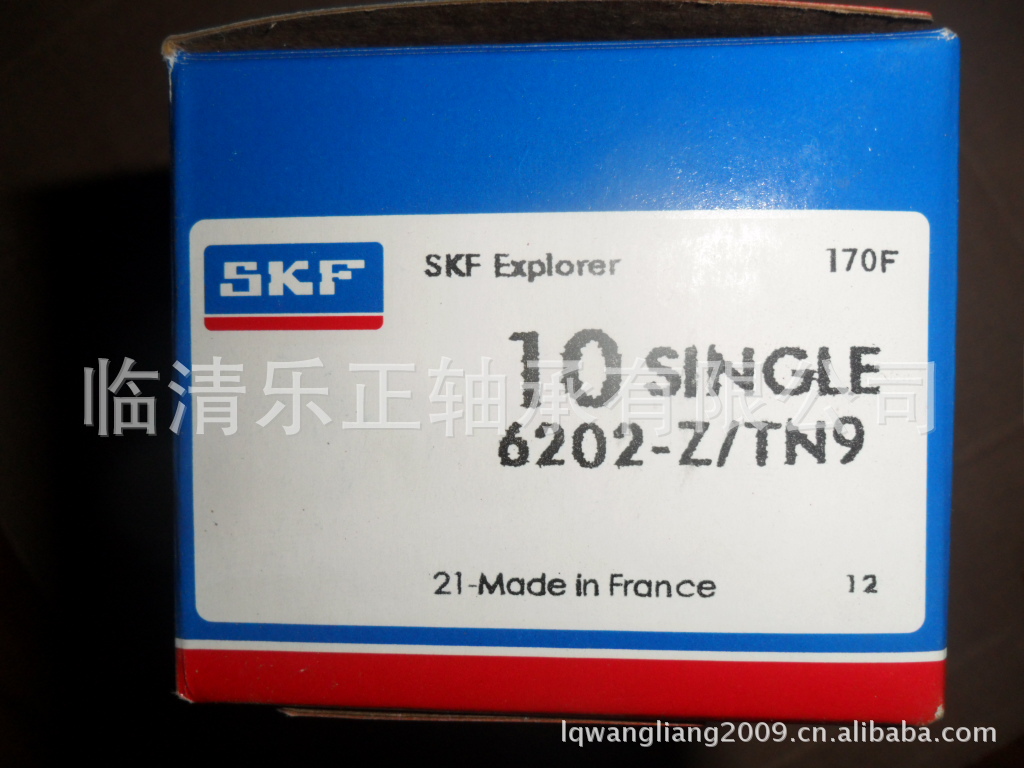 SKF
SKF Explorer 170F
10 SINGLE
临清乐正轴承有限公司
6202-Z/TN9
21-Made in France 12
lqwangliang2009.cn.alibaba.com